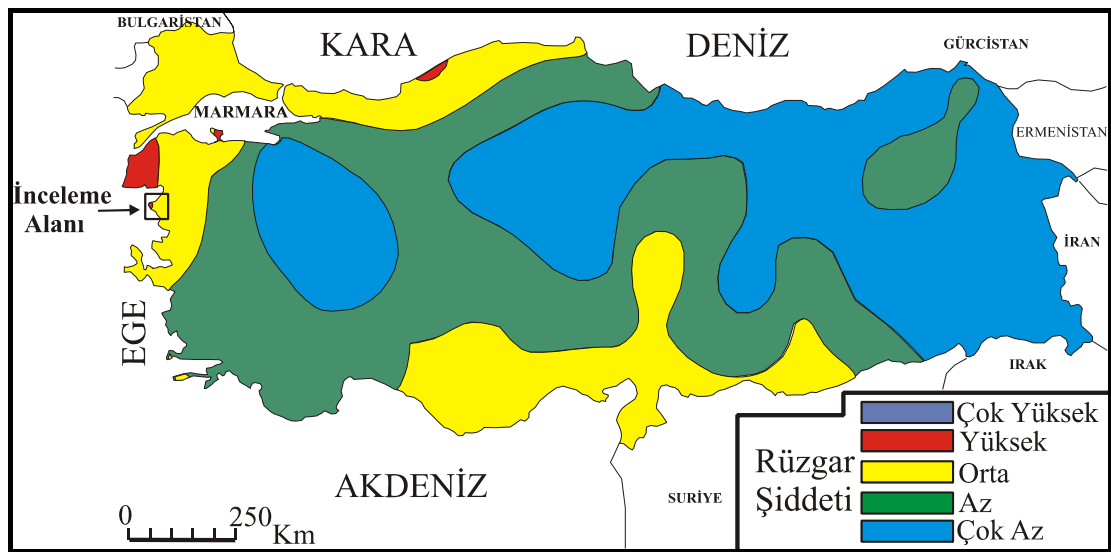 BULGARİSTAN
KARA DENİZ
GÜRCİSTAN
MARMARA
ERMENİSTAN
İnceleme
Alanı
İRAN
EGE
IRAK
AKDENİZ
SURİYE
Rüzgar
Şiddeti
Çok Yüksek
Yüksek
Orta
Az
Çok Az
0 250
Km